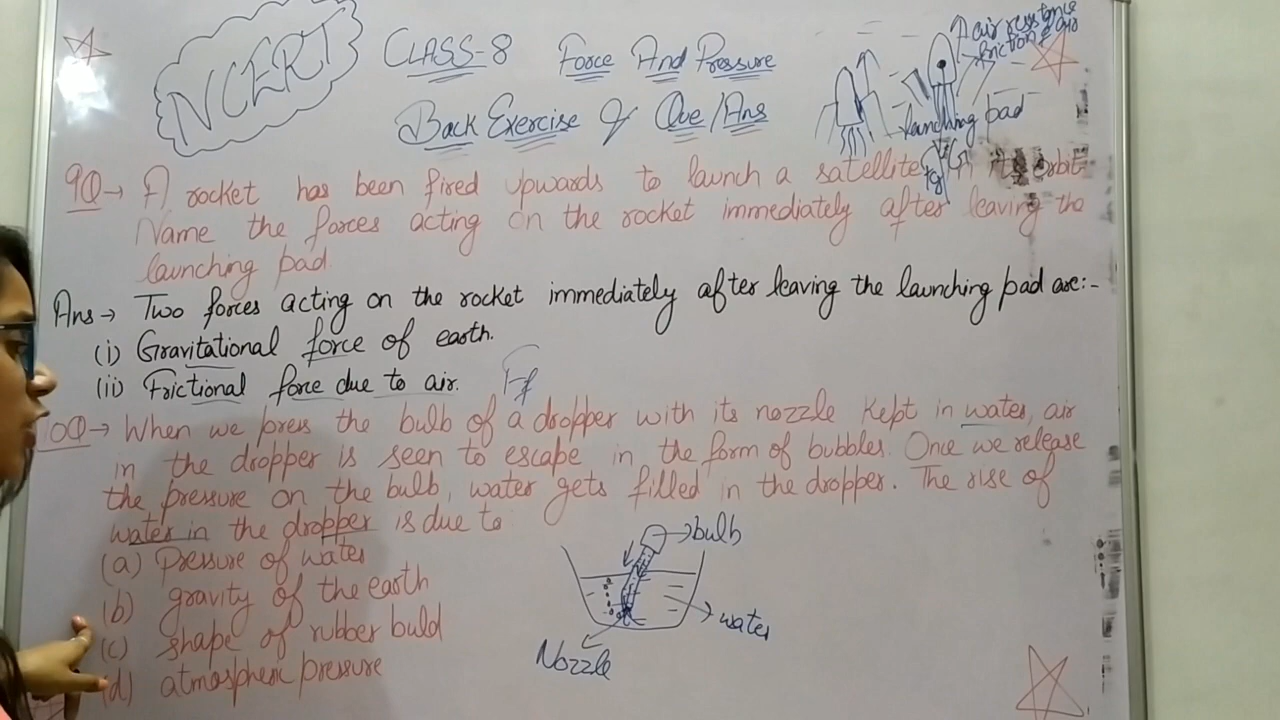 NCERT
CLASS-8 Force And Pressure
Back Exercise of Que/Ans
air resistance
friction air
launching pad
9Q→ A rocket has been fired upwards to launch a satellite in its orbit.
Name the forces acting on the rocket immediately after leaving the
launching pad.
Ans→ Two forces acting on the rocket immediately after leaving the launching pad are:-
(i) Gravitational force of earth.
(ii) Frictional force due to air. Ff
10Q→ When we press the bulb of a dropper with its nozzle kept in water, air
in the dropper is seen to escape in the form of bubbles. Once we release
the pressure on the bulb, water gets filled in the dropper. The rise of
water in the dropper is due to
(a) Pressure of water
(b) gravity of the earth
(c) shape of rubber buld
(d) atmospheric pressure
bulb
water
Nozzle